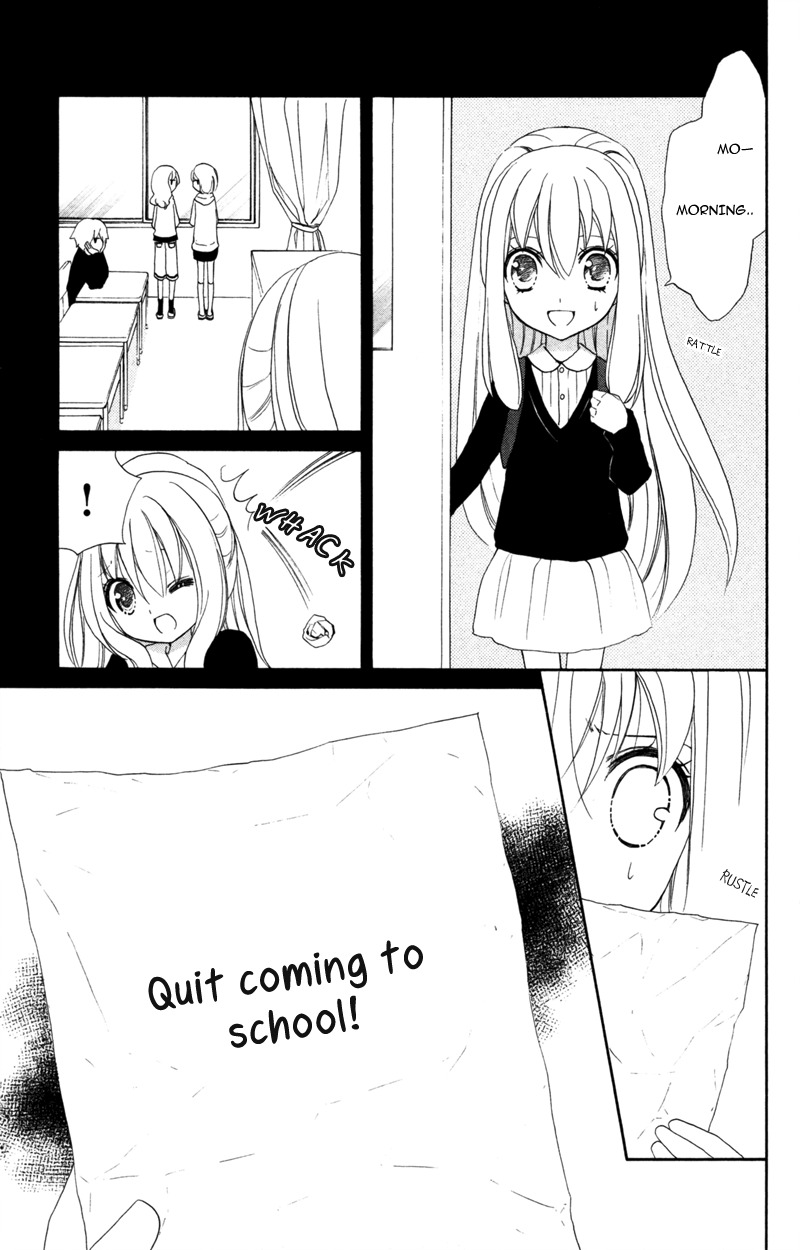 MO—
MORNING..
RATTLE
!
WHACK
RUSTLE
Quit coming to
school!